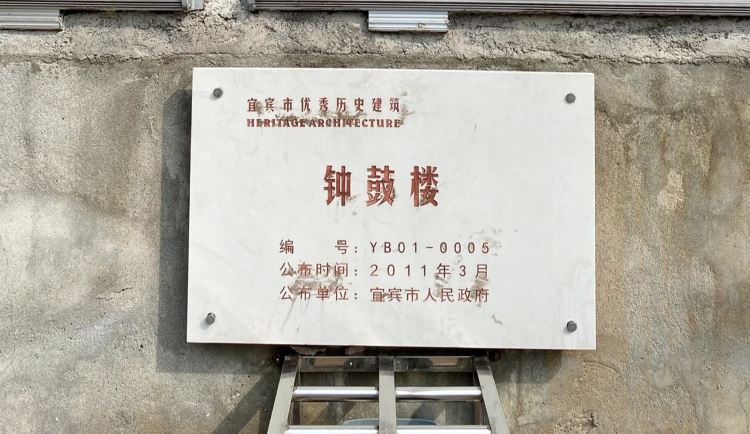 宜宾市优秀历史建筑
HERITAGE ARCHITECTURE
钟鼓楼
编 号：YB01-0005
公布时间：2011年3月
公布单位：宜宾市人民政府